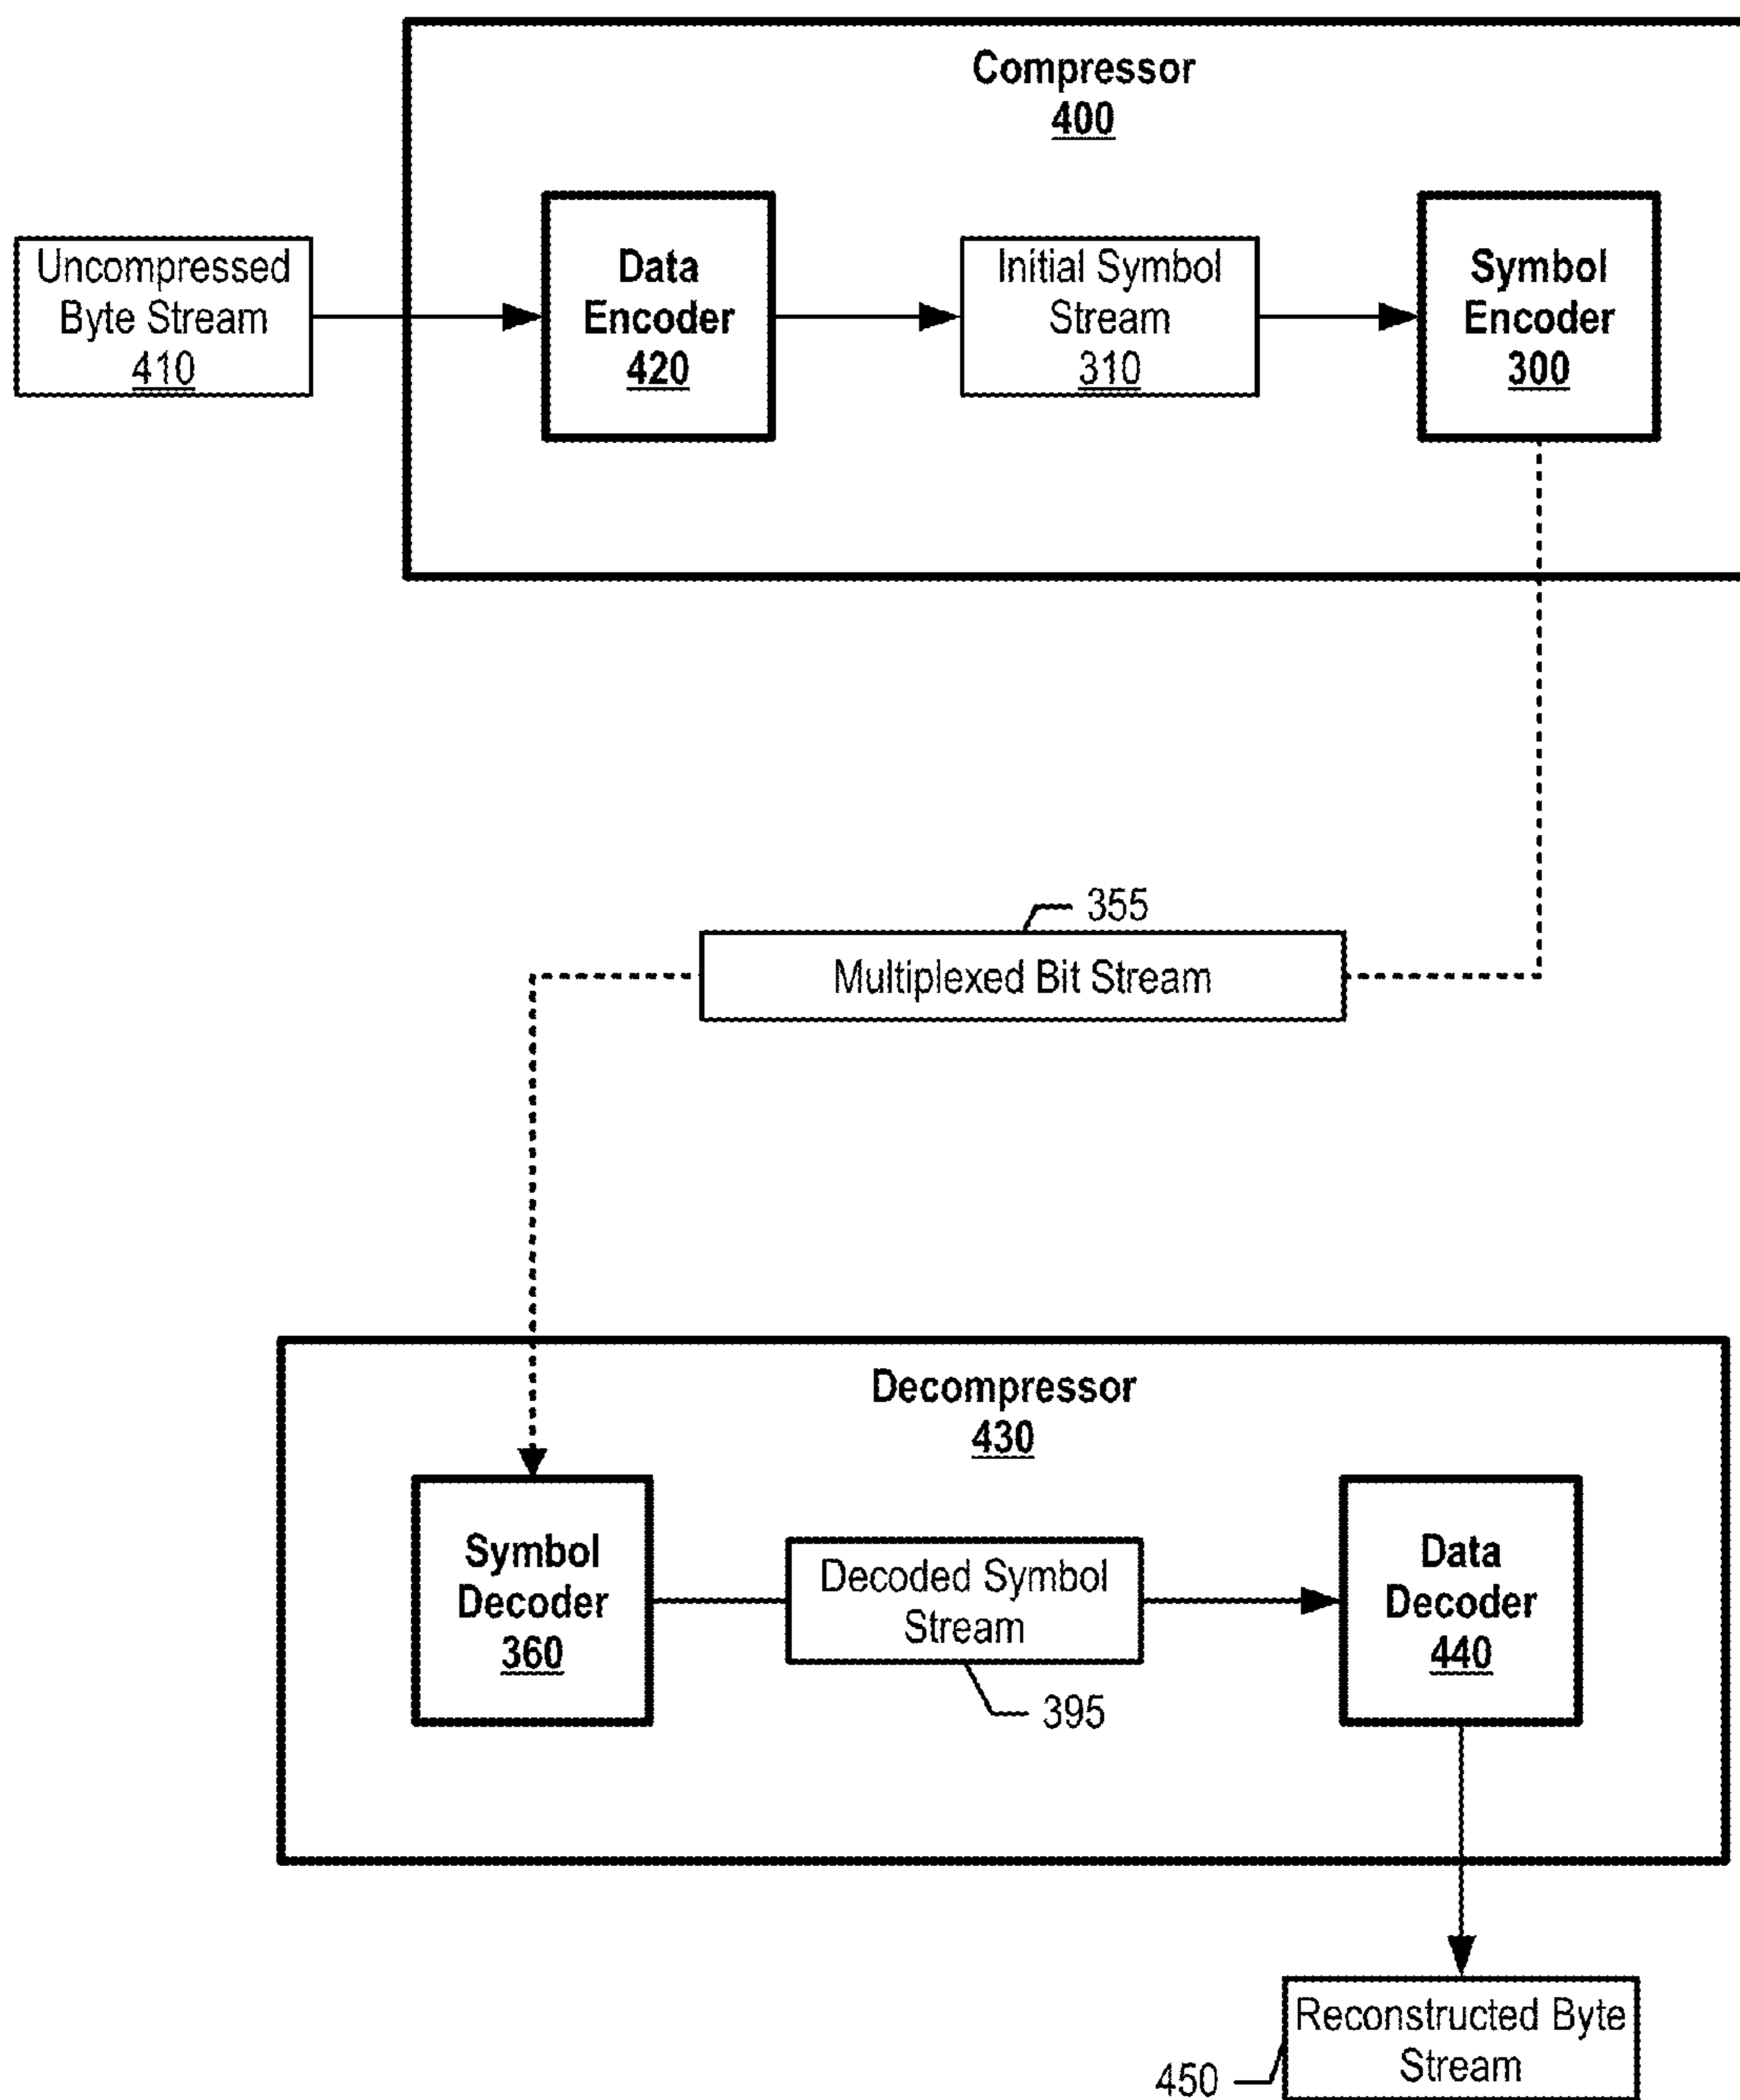 Compressor
400
Uncompressed
Byte Stream
410
Data
Encoder
420
Initial Symbol
Stream
310
Symbol
Encoder
300
355
Multiplexed Bit Stream
Decompressor
430
Symbol
Decoder
360
Decoded Symbol
Stream
395
Data
Decoder
440
Reconstructed Byte
Stream
450